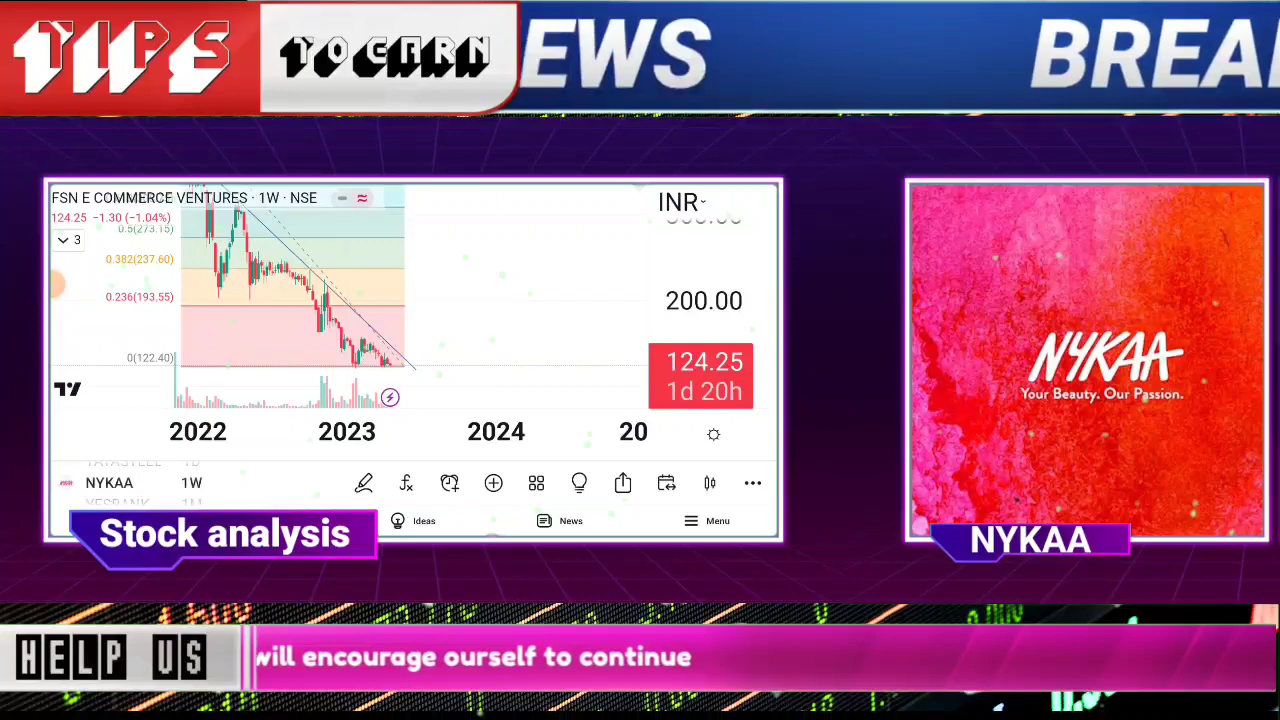 TIPS
TO EARN
EWS
BREA
FSN E COMMERCE VENTURES · 1W · NSE
INR
124.25 −1.30 (−1.04%)
0.5(273.15)
3
0.382(237.60)
0.236(193.55)
200.00
0(122.40)
124.25
1d 20h
2022
2023
2024
20
NYKAA 1W
Ideas
News
Menu
Stock analysis
NYKAA
Your Beauty. Our Passion.
NYKAA
HELP US
will encourage ourself to continue